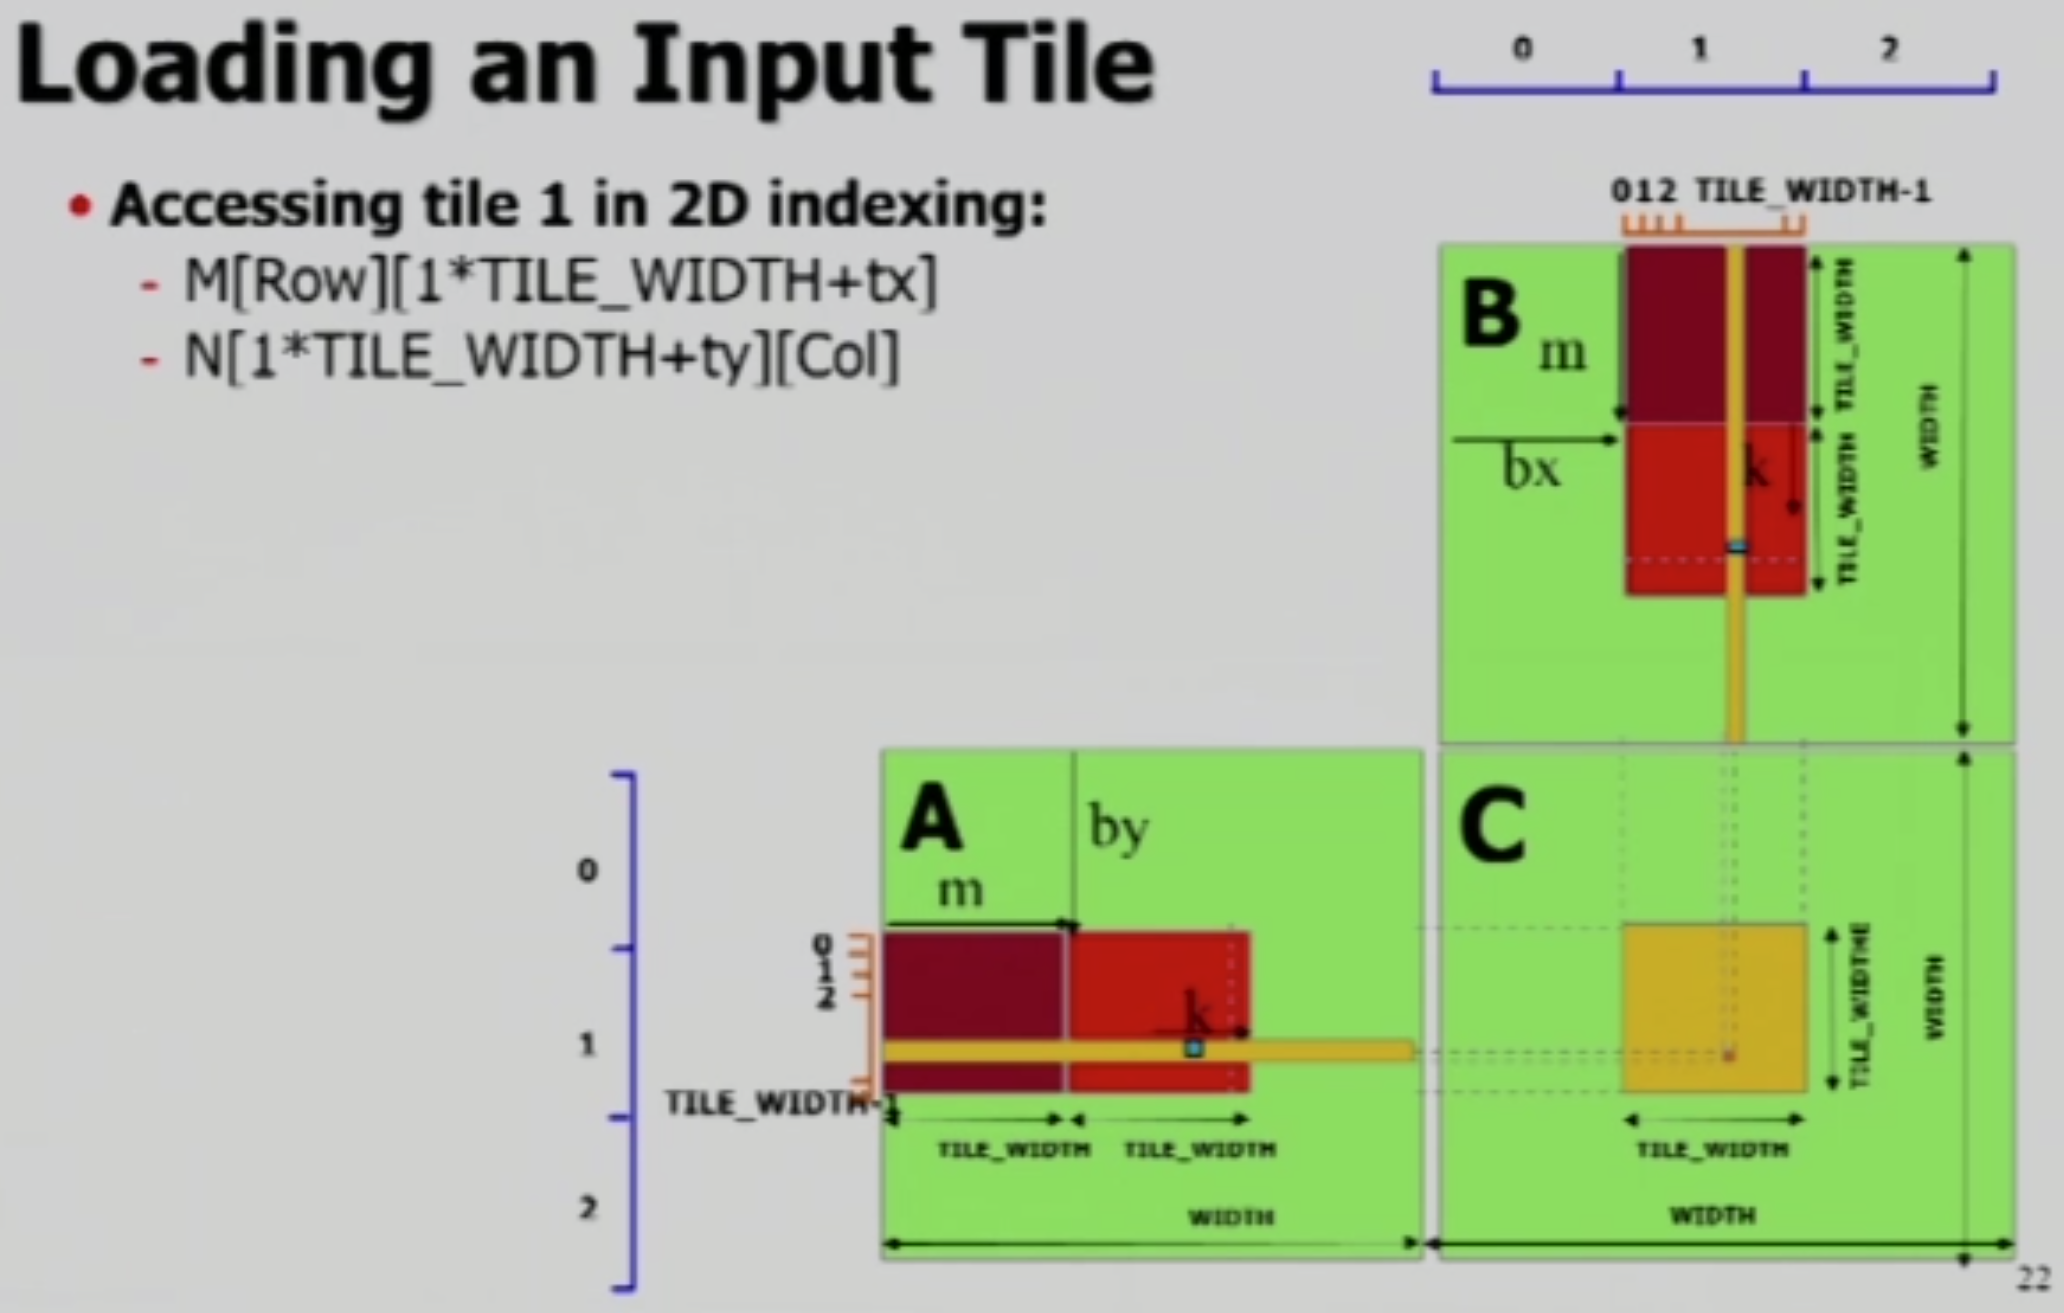 Loading an Input Tile
• Accessing tile 1 in 2D indexing:
- M[Row][1*TILE_WIDTH+tx]
- N[1*TILE_WIDTH+ty][Col]
0 1 2
012 TILE_WIDTH-1
B
m
bx
k
TILE_WIDTH
TILE_WIDTH
WIDTH
A
by
m
k
0
1
2
0
1
2
TILE_WIDTH-1
TILE_WIDTH TILE_WIDTH
WIDTH
C
TILE_WIDTHE
WIDTH
TILE_WIDTH
WIDTH
22